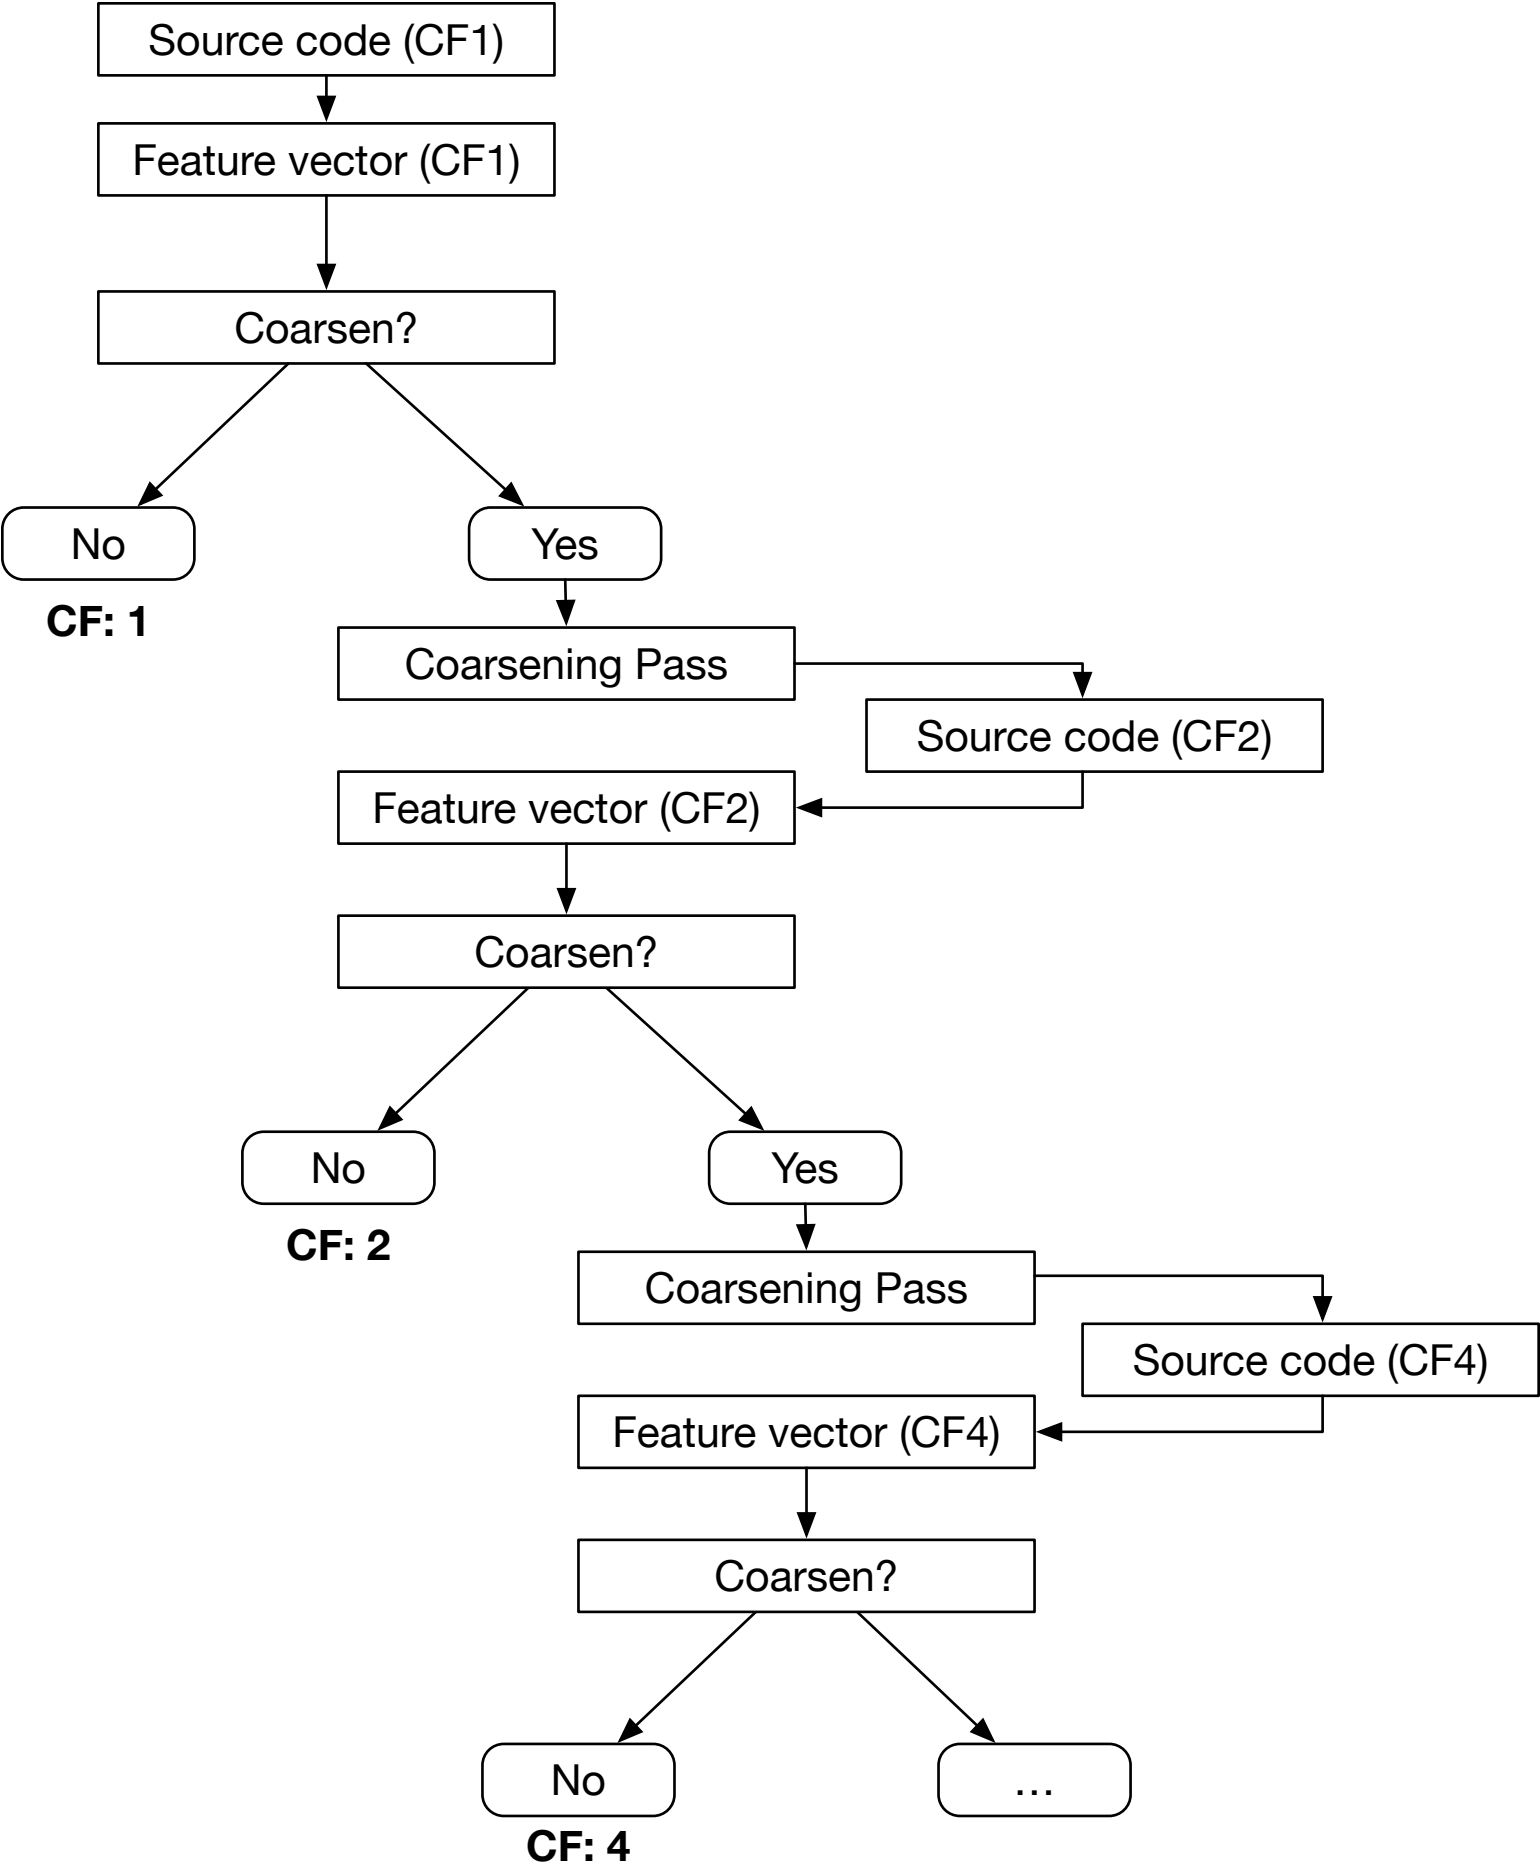 Source code (CF1)
Feature vector (CF1)
Coarsen?
No
Yes
CF: 1
Coarsening Pass
Source code (CF2)
Feature vector (CF2)
Coarsen?
No
Yes
CF: 2
Coarsening Pass
Source code (CF4)
Feature vector (CF4)
Coarsen?
No
...
CF: 4